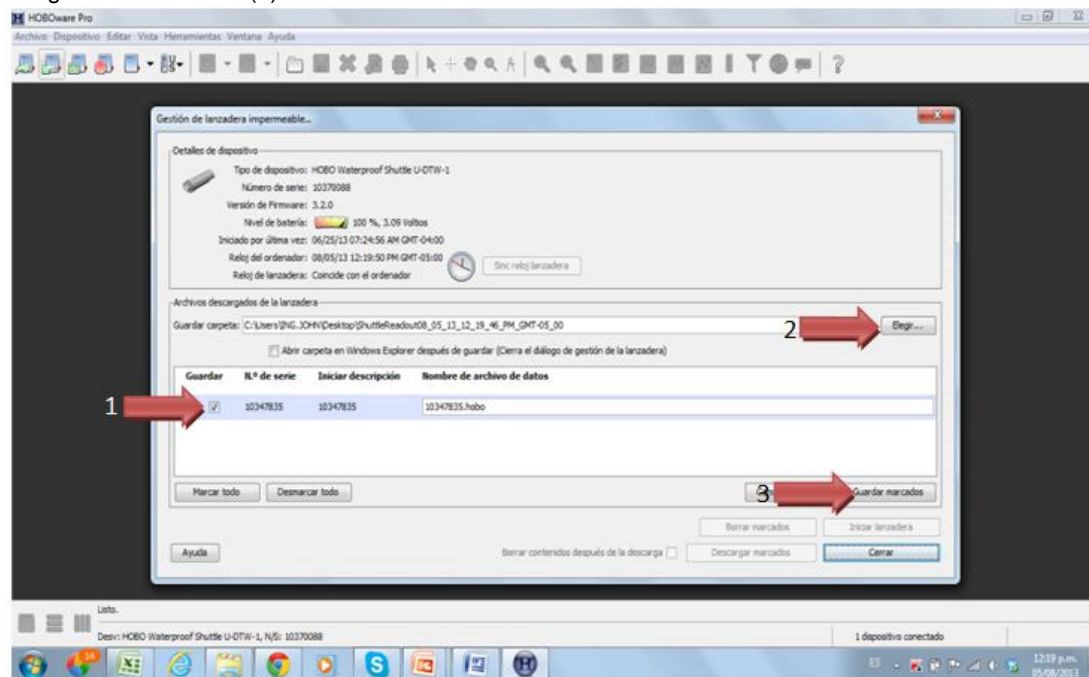 HOBOware Pro
Archivo Dispositivo Editar Vista Herramientas Ventana Ayuda
Gestión de lanzadera impermeable...
Detalles de dispositivo
Tipo de dispositivo: HOBO Waterproof Shuttle U-DTW-1
Número de serie: 10370088
Versión de Firmware: 3.2.0
Nivel de batería: 100 %, 3.09 Voltios
Iniciado por última vez: 06/25/13 07:24:56 AM GMT-04:00
Reloj del ordenador: 08/05/13 12:19:50 PM GMT-05:00
Reloj de lanzadera: Coincide con el ordenador
Sinc reloj lanzadera
Archivos descargados de la lanzadera
Guardar carpeta: C:\Users\ING.JOHN\Desktop\ShuttleReadout08_05_13_12_19_46_PM_GMT-05_00
2
Elegir...
Abrir carpeta en Windows Explorer después de guardar (Cierra el diálogo de gestión de la lanzadera)
Guardar N.º de serie Iniciar descripción Nombre de archivo de datos
1
10347835 10347835 10347835.hobo
Marcar todo Desmarcar todo
3
Guardar marcados
Borrar marcados Iniciar lanzadera
Ayuda
Borrar contenidos después de la descarga
Descargar marcados Cerrar
Listo.
Desv: HOBO Waterproof Shuttle U-DTW-1, N/S: 10370088
1 dispositivo conectado
14
ES
12:19 p.m.
05/08/2013